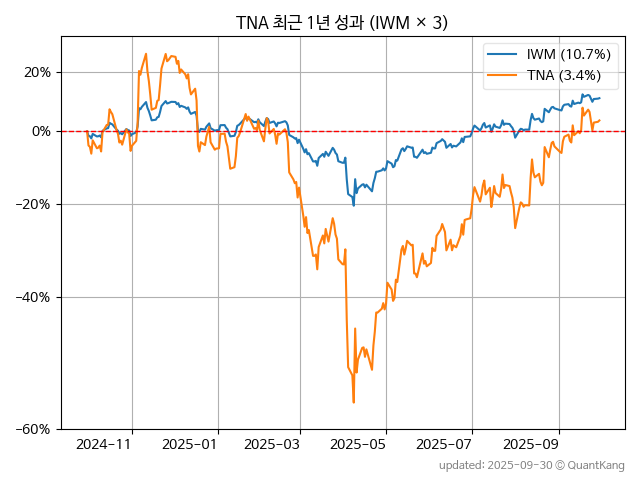 TNA 최근 1년 성과 (IWM × 3)
IWM (10.7%)
TNA (3.4%)
20%
0%
−20%
−40%
−60%
2024−11
2025−01
2025−03
2025−05
2025−07
2025−09
updated: 2025-09-30 © QuantKang